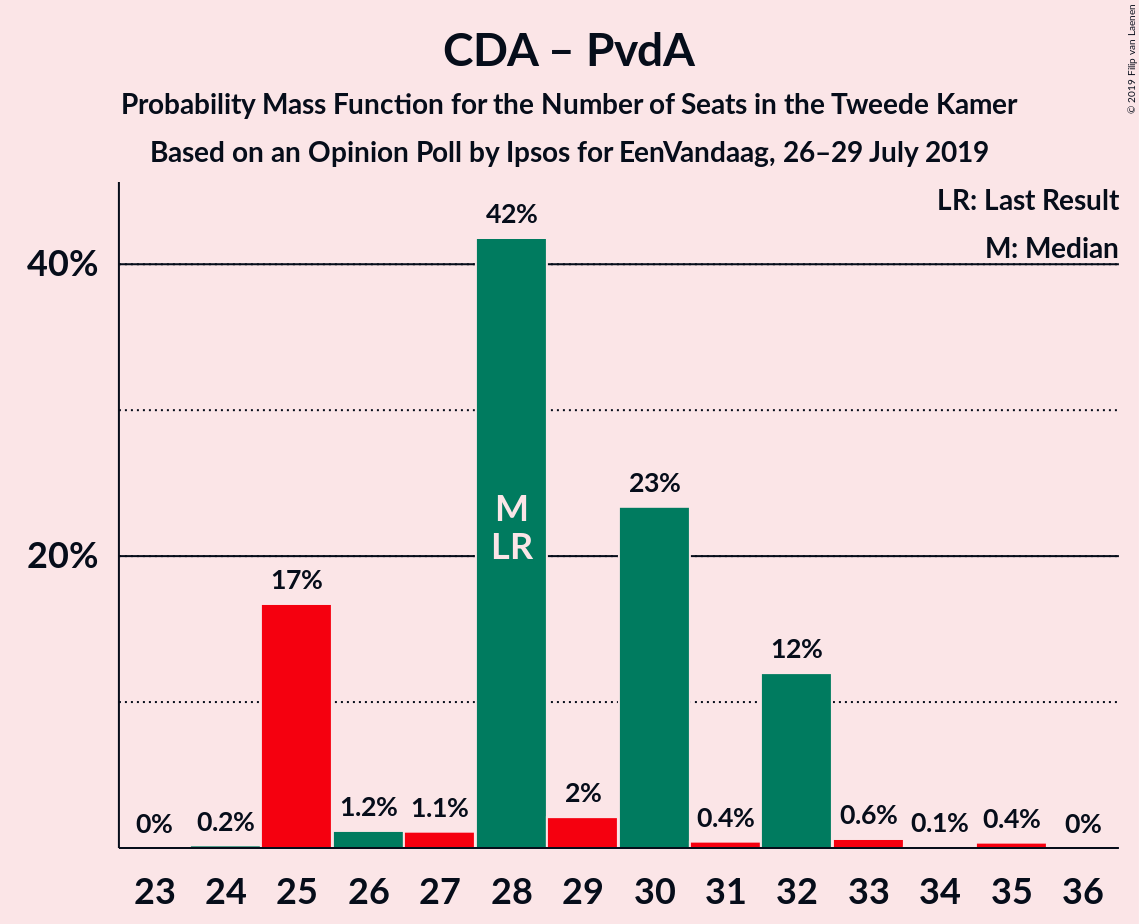 CDA – PvdA
Probability Mass Function for the Number of Seats in the Tweede Kamer
Based on an Opinion Poll by Ipsos for EenVandaag, 26–29 July 2019
© 2019 Filip van Laenen
LR: Last Result
M: Median
40%
20%
0%
0.2%
17%
1.2%
1.1%
42%
2%
23%
0.4%
12%
0.6%
0.1%
0.4%
0%
M
LR
23 24 25 26 27 28 29 30 31 32 33 34 35 36